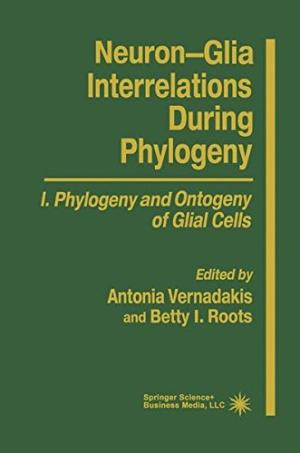 Neuron–Glia
Interrelations
During
Phylogeny
I. Phylogeny and Ontogeny
of Glial Cells
Edited by
Antonia Vernadakis
and Betty I. Roots
Springer Science+
Business Media, LLC